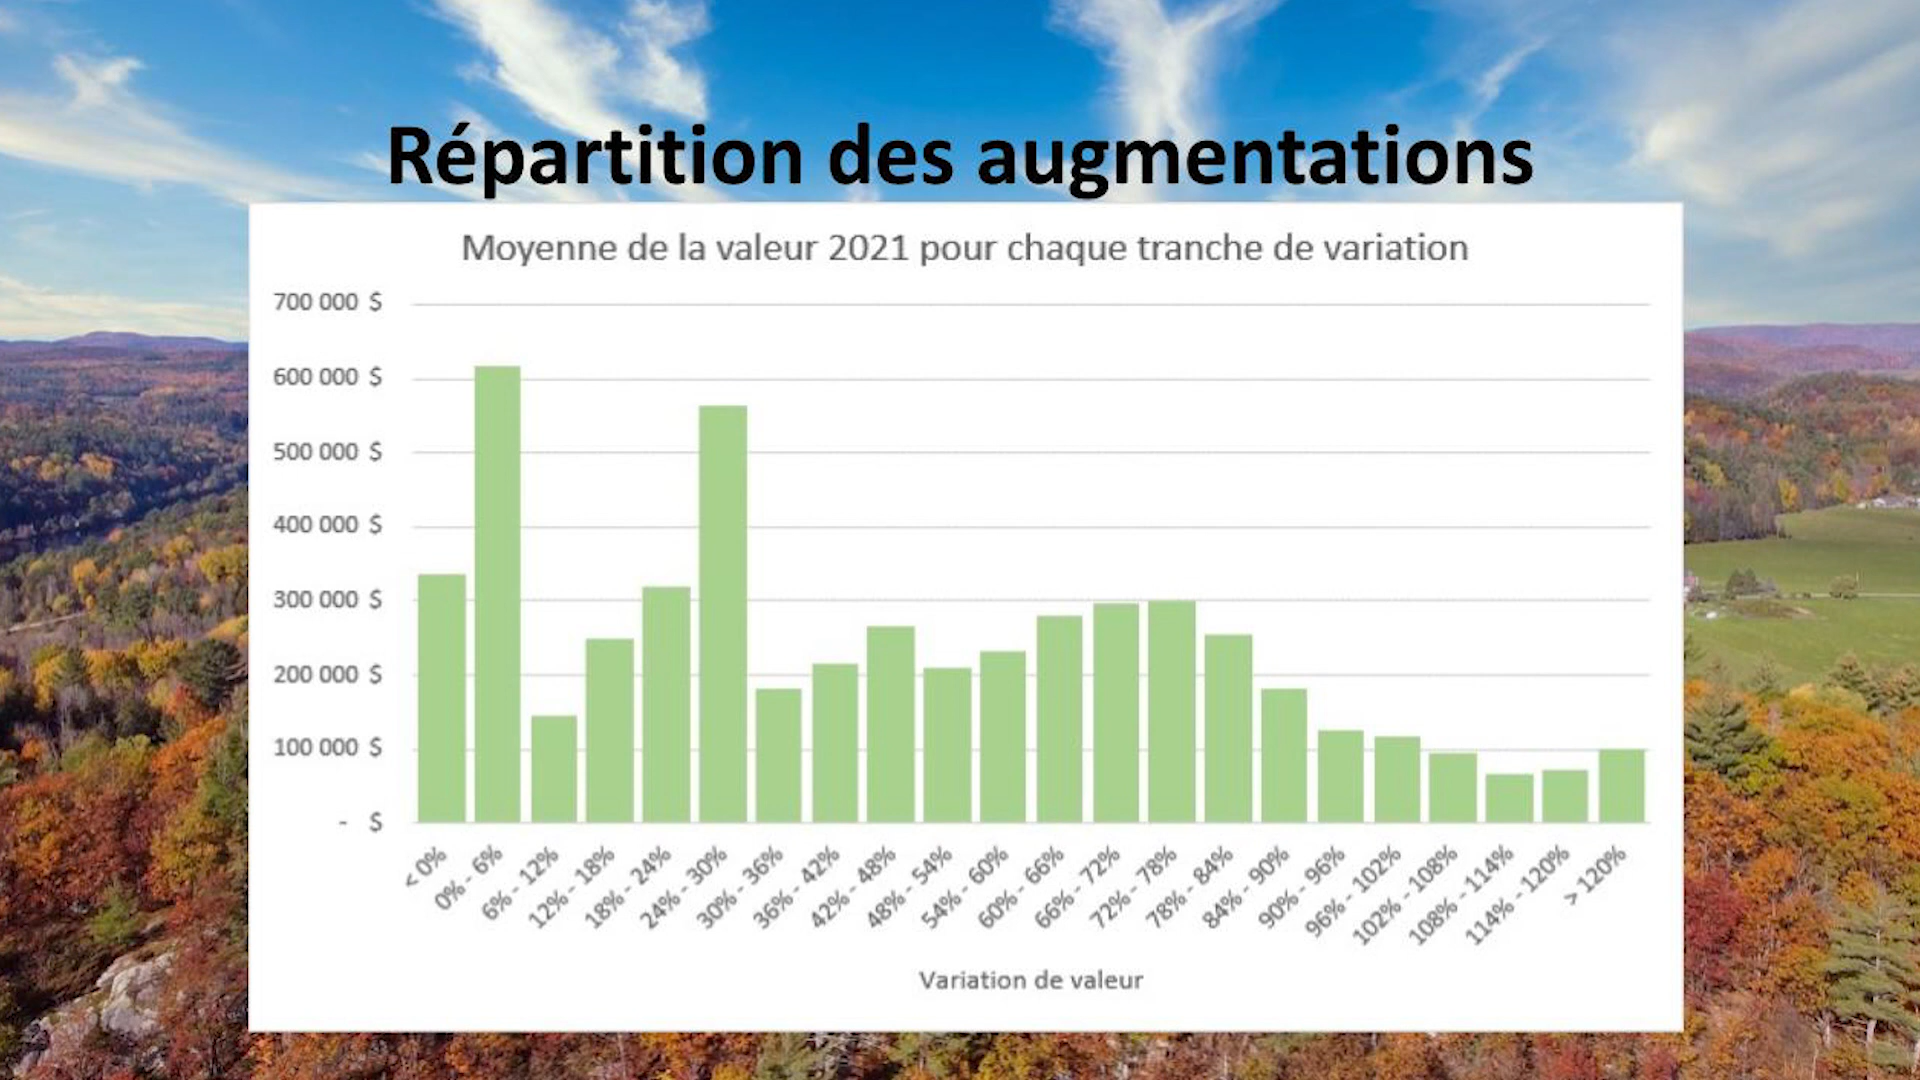 Répartition des augmentations
Moyenne de la valeur 2021 pour chaque tranche de variation
700 000 $
600 000 $
500 000 $
400 000 $
300 000 $
200 000 $
100 000 $
- $
< 0%
0% - 6%
6% - 12%
12% - 18%
18% - 24%
24% - 30%
30% - 36%
36% - 42%
42% - 48%
48% - 54%
54% - 60%
60% - 66%
66% - 72%
72% - 78%
78% - 84%
84% - 90%
90% - 96%
96% - 102%
102% - 108%
108% - 114%
114% - 120%
> 120%
Variation de valeur